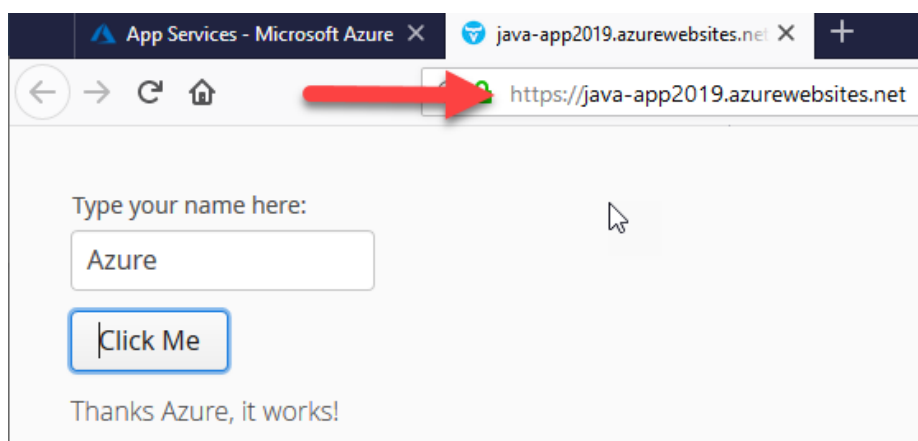 App Services - Microsoft Azure
java-app2019.azurewebsites.net
https://java-app2019.azurewebsites.net
Type your name here:
Azure
Click Me
Thanks Azure, it works!